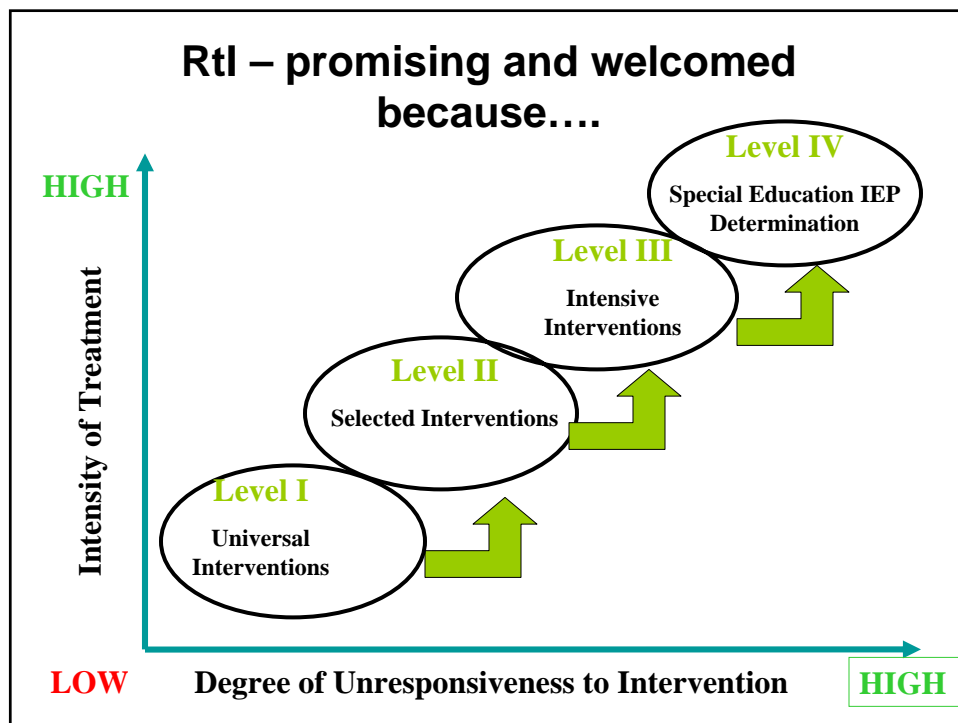 RtI – promising and welcomed
because….
Level IV
HIGH
Special Education IEP
Determination
Level III
Intensive
Interventions
Level II
Selected Interventions
Intensity of Treatment
Level I
Universal
Interventions
LOW
Degree of Unresponsiveness to Intervention
HIGH